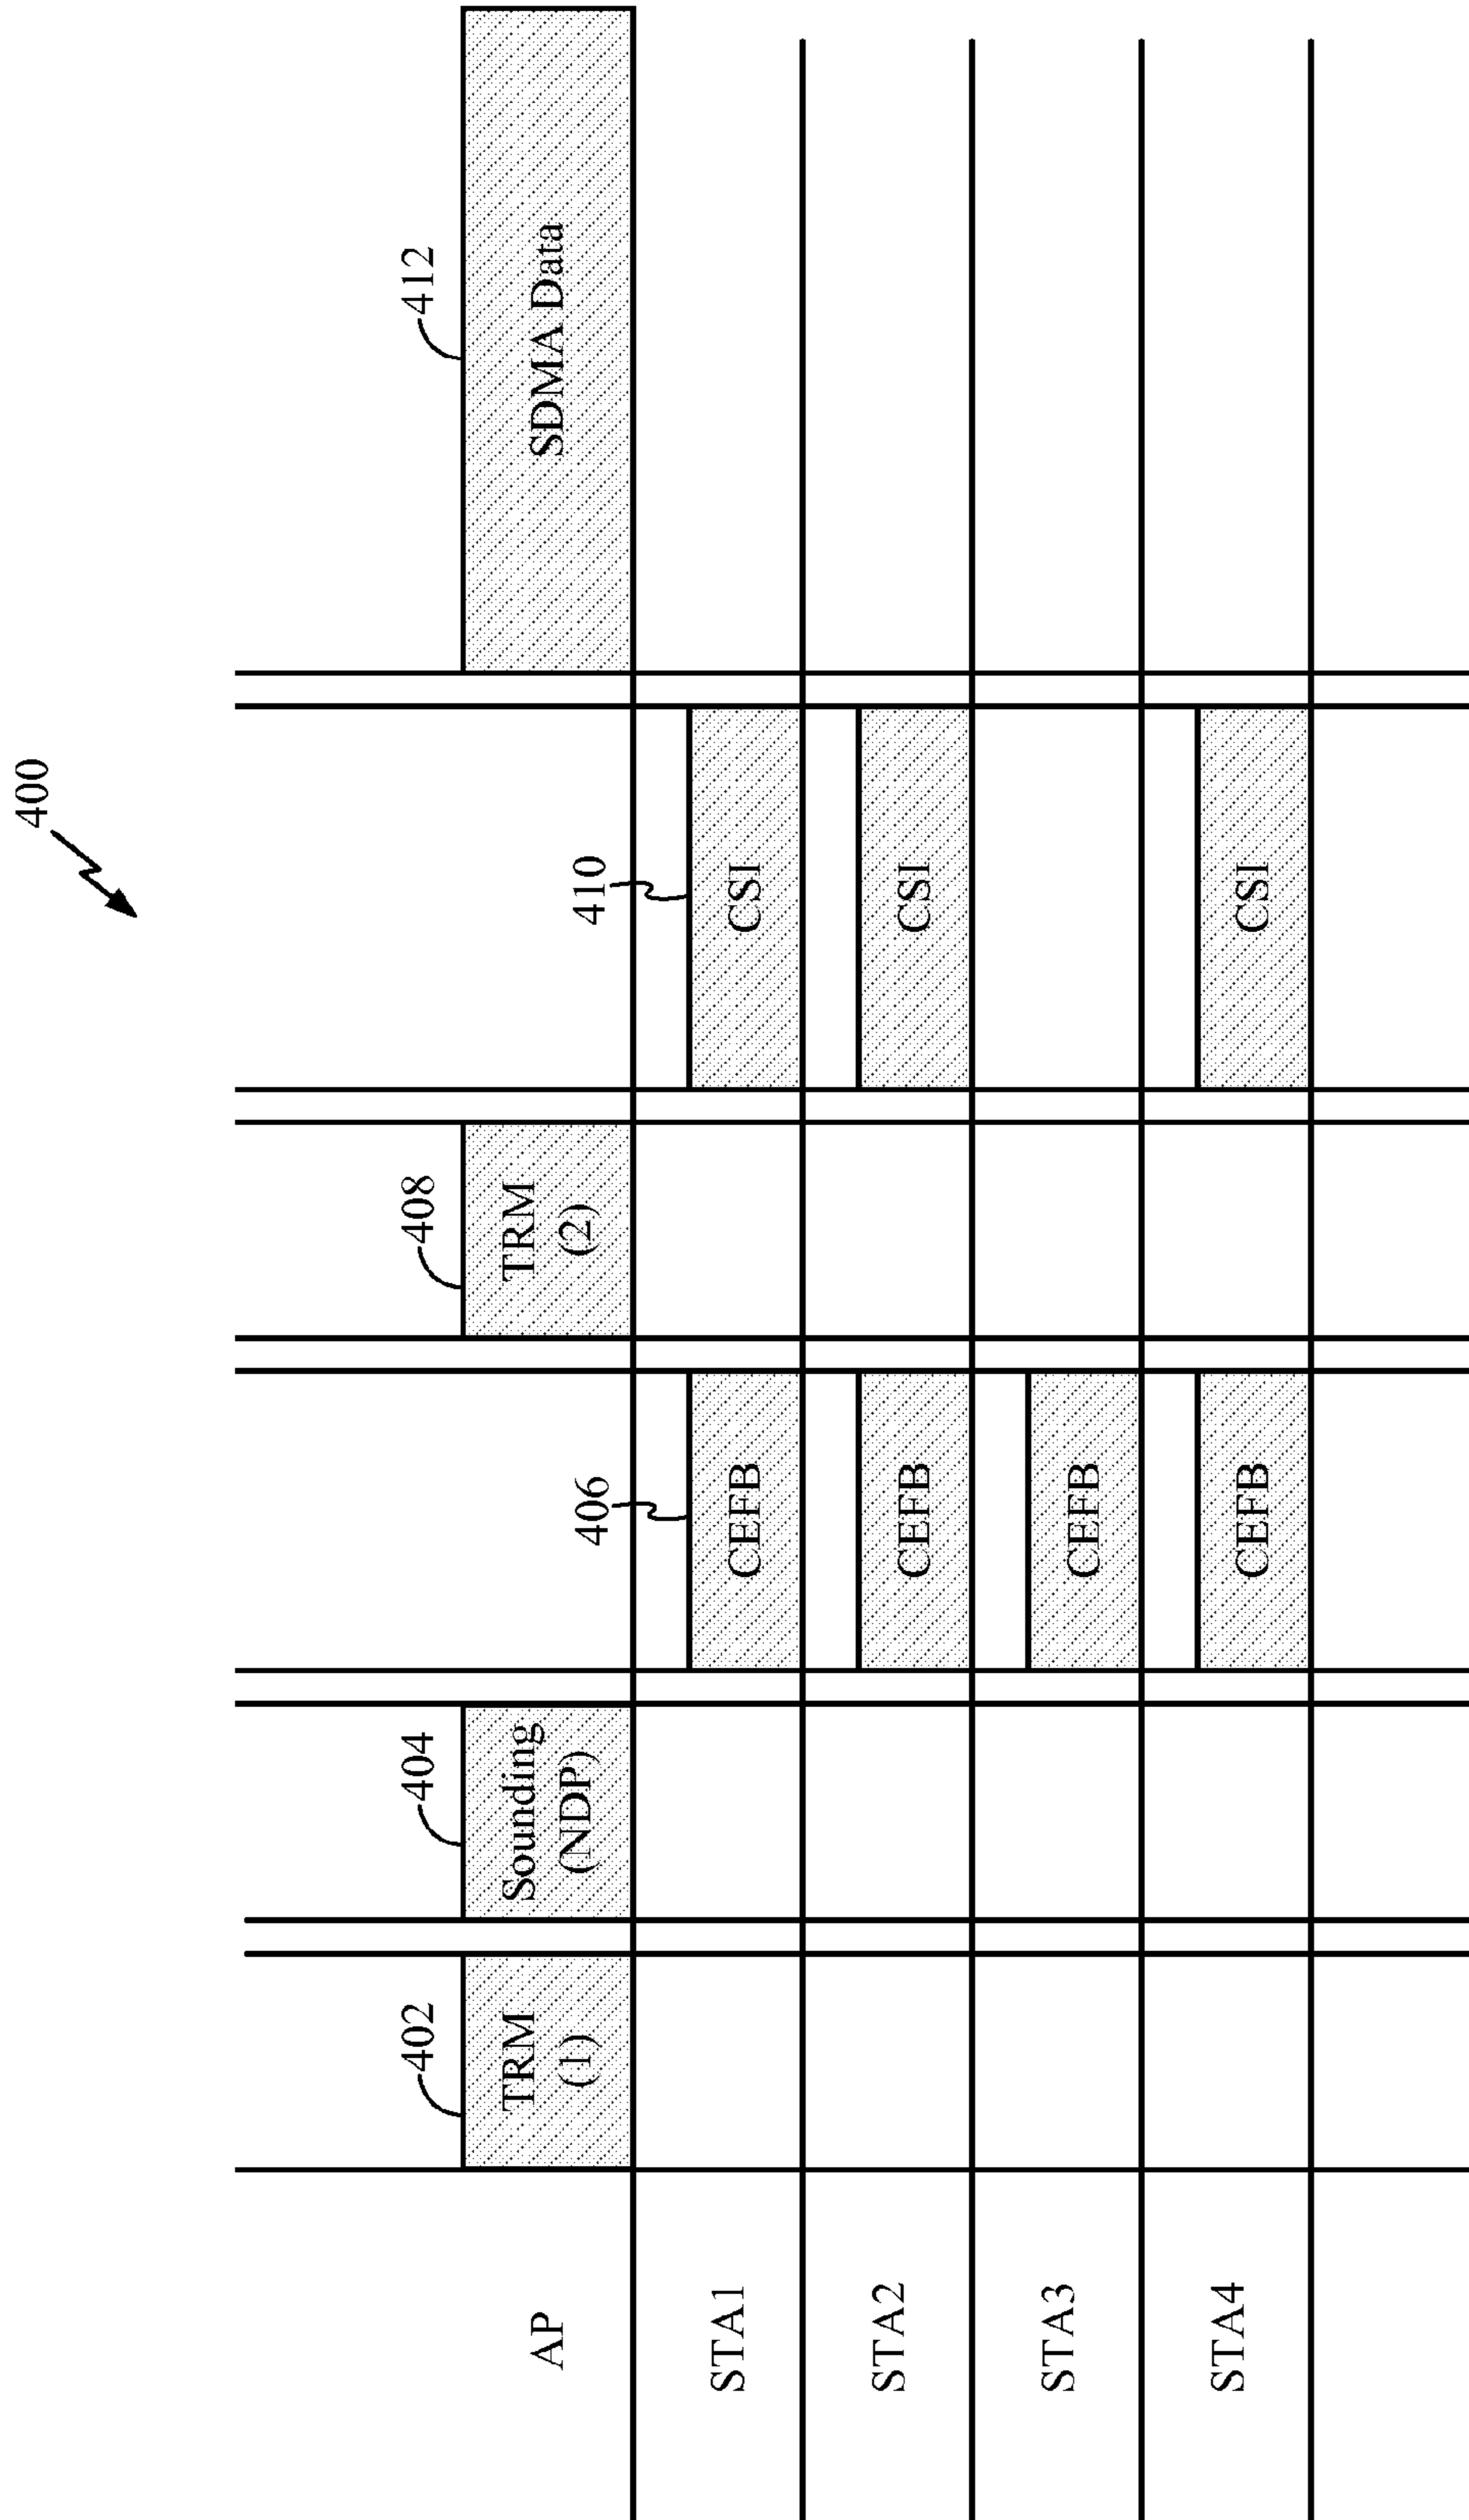 400
402
404
406
408
410
412
AP
TRM
(1)
Sounding
(NDP)
TRM
(2)
SDMA Data
STA1
CEFB
CSI
STA2
CEFB
CSI
STA3
CEFB
STA4
CEFB
CSI